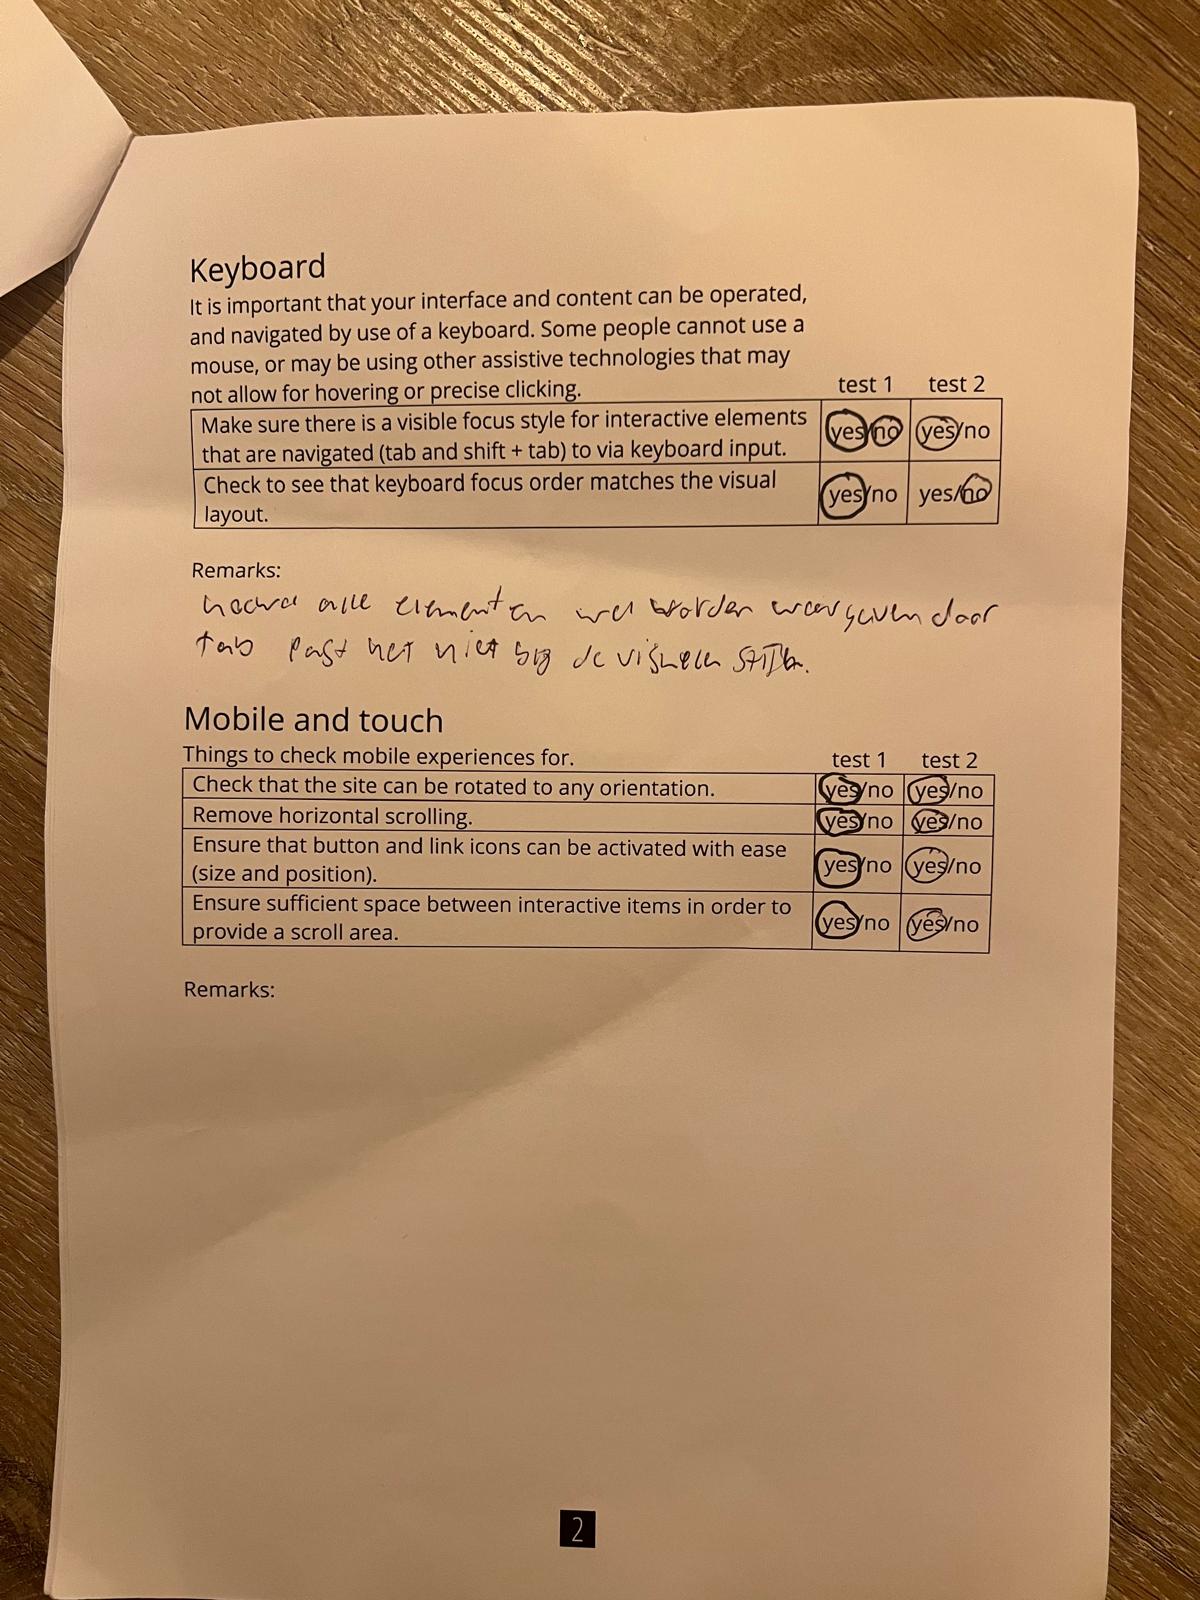 Keyboard
It is important that your interface and content can be operated,
and navigated by use of a keyboard. Some people cannot use a
mouse, or may be using other assistive technologies that may
not allow for hovering or precise clicking.
test 1 test 2
Make sure there is a visible focus style for interactive elements
that are navigated (tab and shift + tab) to via keyboard input.
yes/no yes/no
Check to see that keyboard focus order matches the visual
layout.
yes/no yes/no
Remarks:
alle elementen wel worden weergeven door
tab past het niet bij de
Mobile and touch
Things to check mobile experiences for.
test 1 test 2
Check that the site can be rotated to any orientation. yes/no yes/no
Remove horizontal scrolling. yes/no yes/no
Ensure that button and link icons can be activated with ease
(size and position).
yes/no yes/no
Ensure sufficient space between interactive items in order to
provide a scroll area.
yes/no yes/no
Remarks:
2